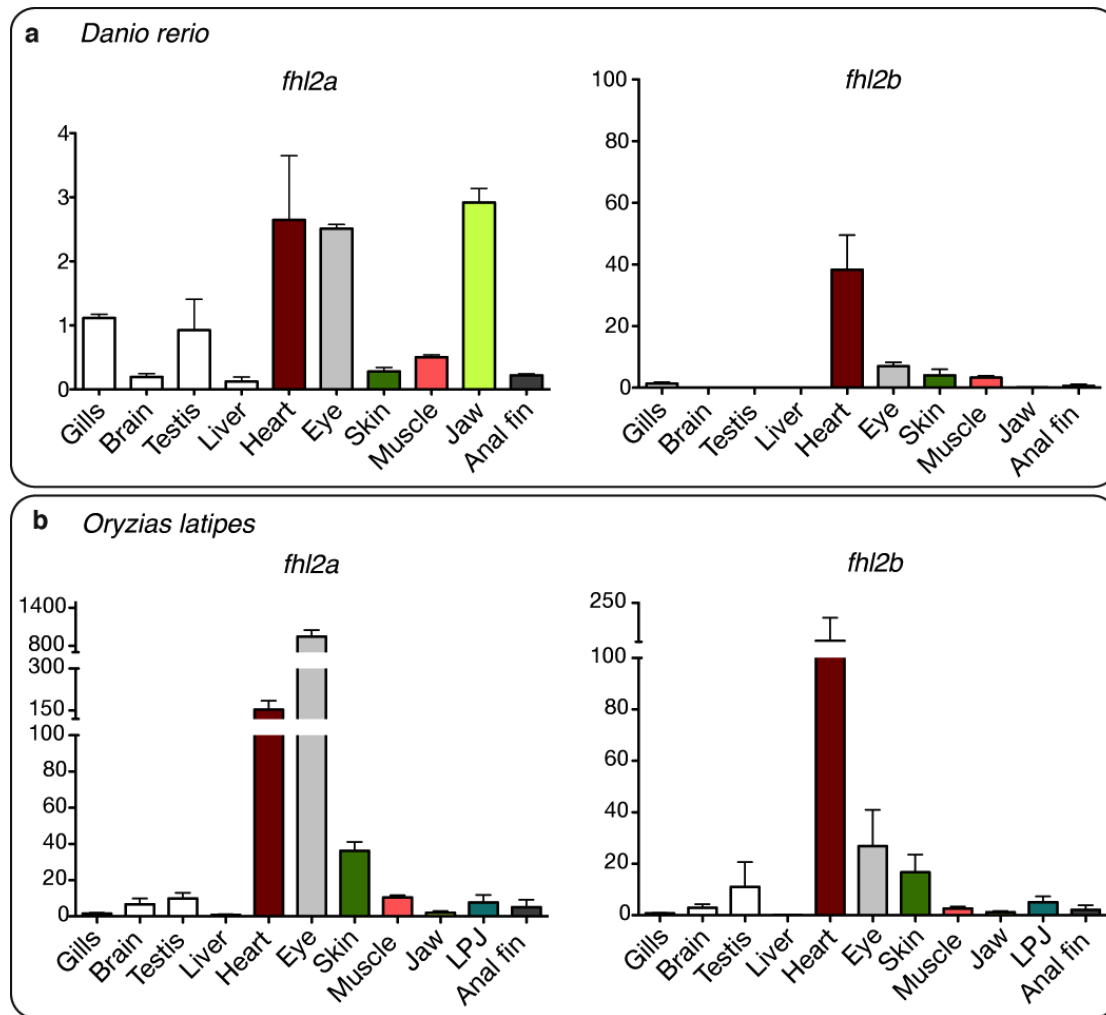 a Danio rerio
fhl2a
4
3
2
1
0
Gills Brain Testis Liver Heart Eye Skin Muscle Jaw Anal fin
fhl2b
100
80
60
40
20
0
Gills Brain Testis Liver Heart Eye Skin Muscle Jaw Anal fin
b Oryzias latipes
fhl2a
1400
800
300
150
100
80
60
40
20
0
Gills Brain Testis Liver Heart Eye Skin Muscle Jaw LPJ Anal fin
fhl2b
250
100
80
60
40
20
0
Gills Brain Testis Liver Heart Eye Skin Muscle Jaw LPJ Anal fin